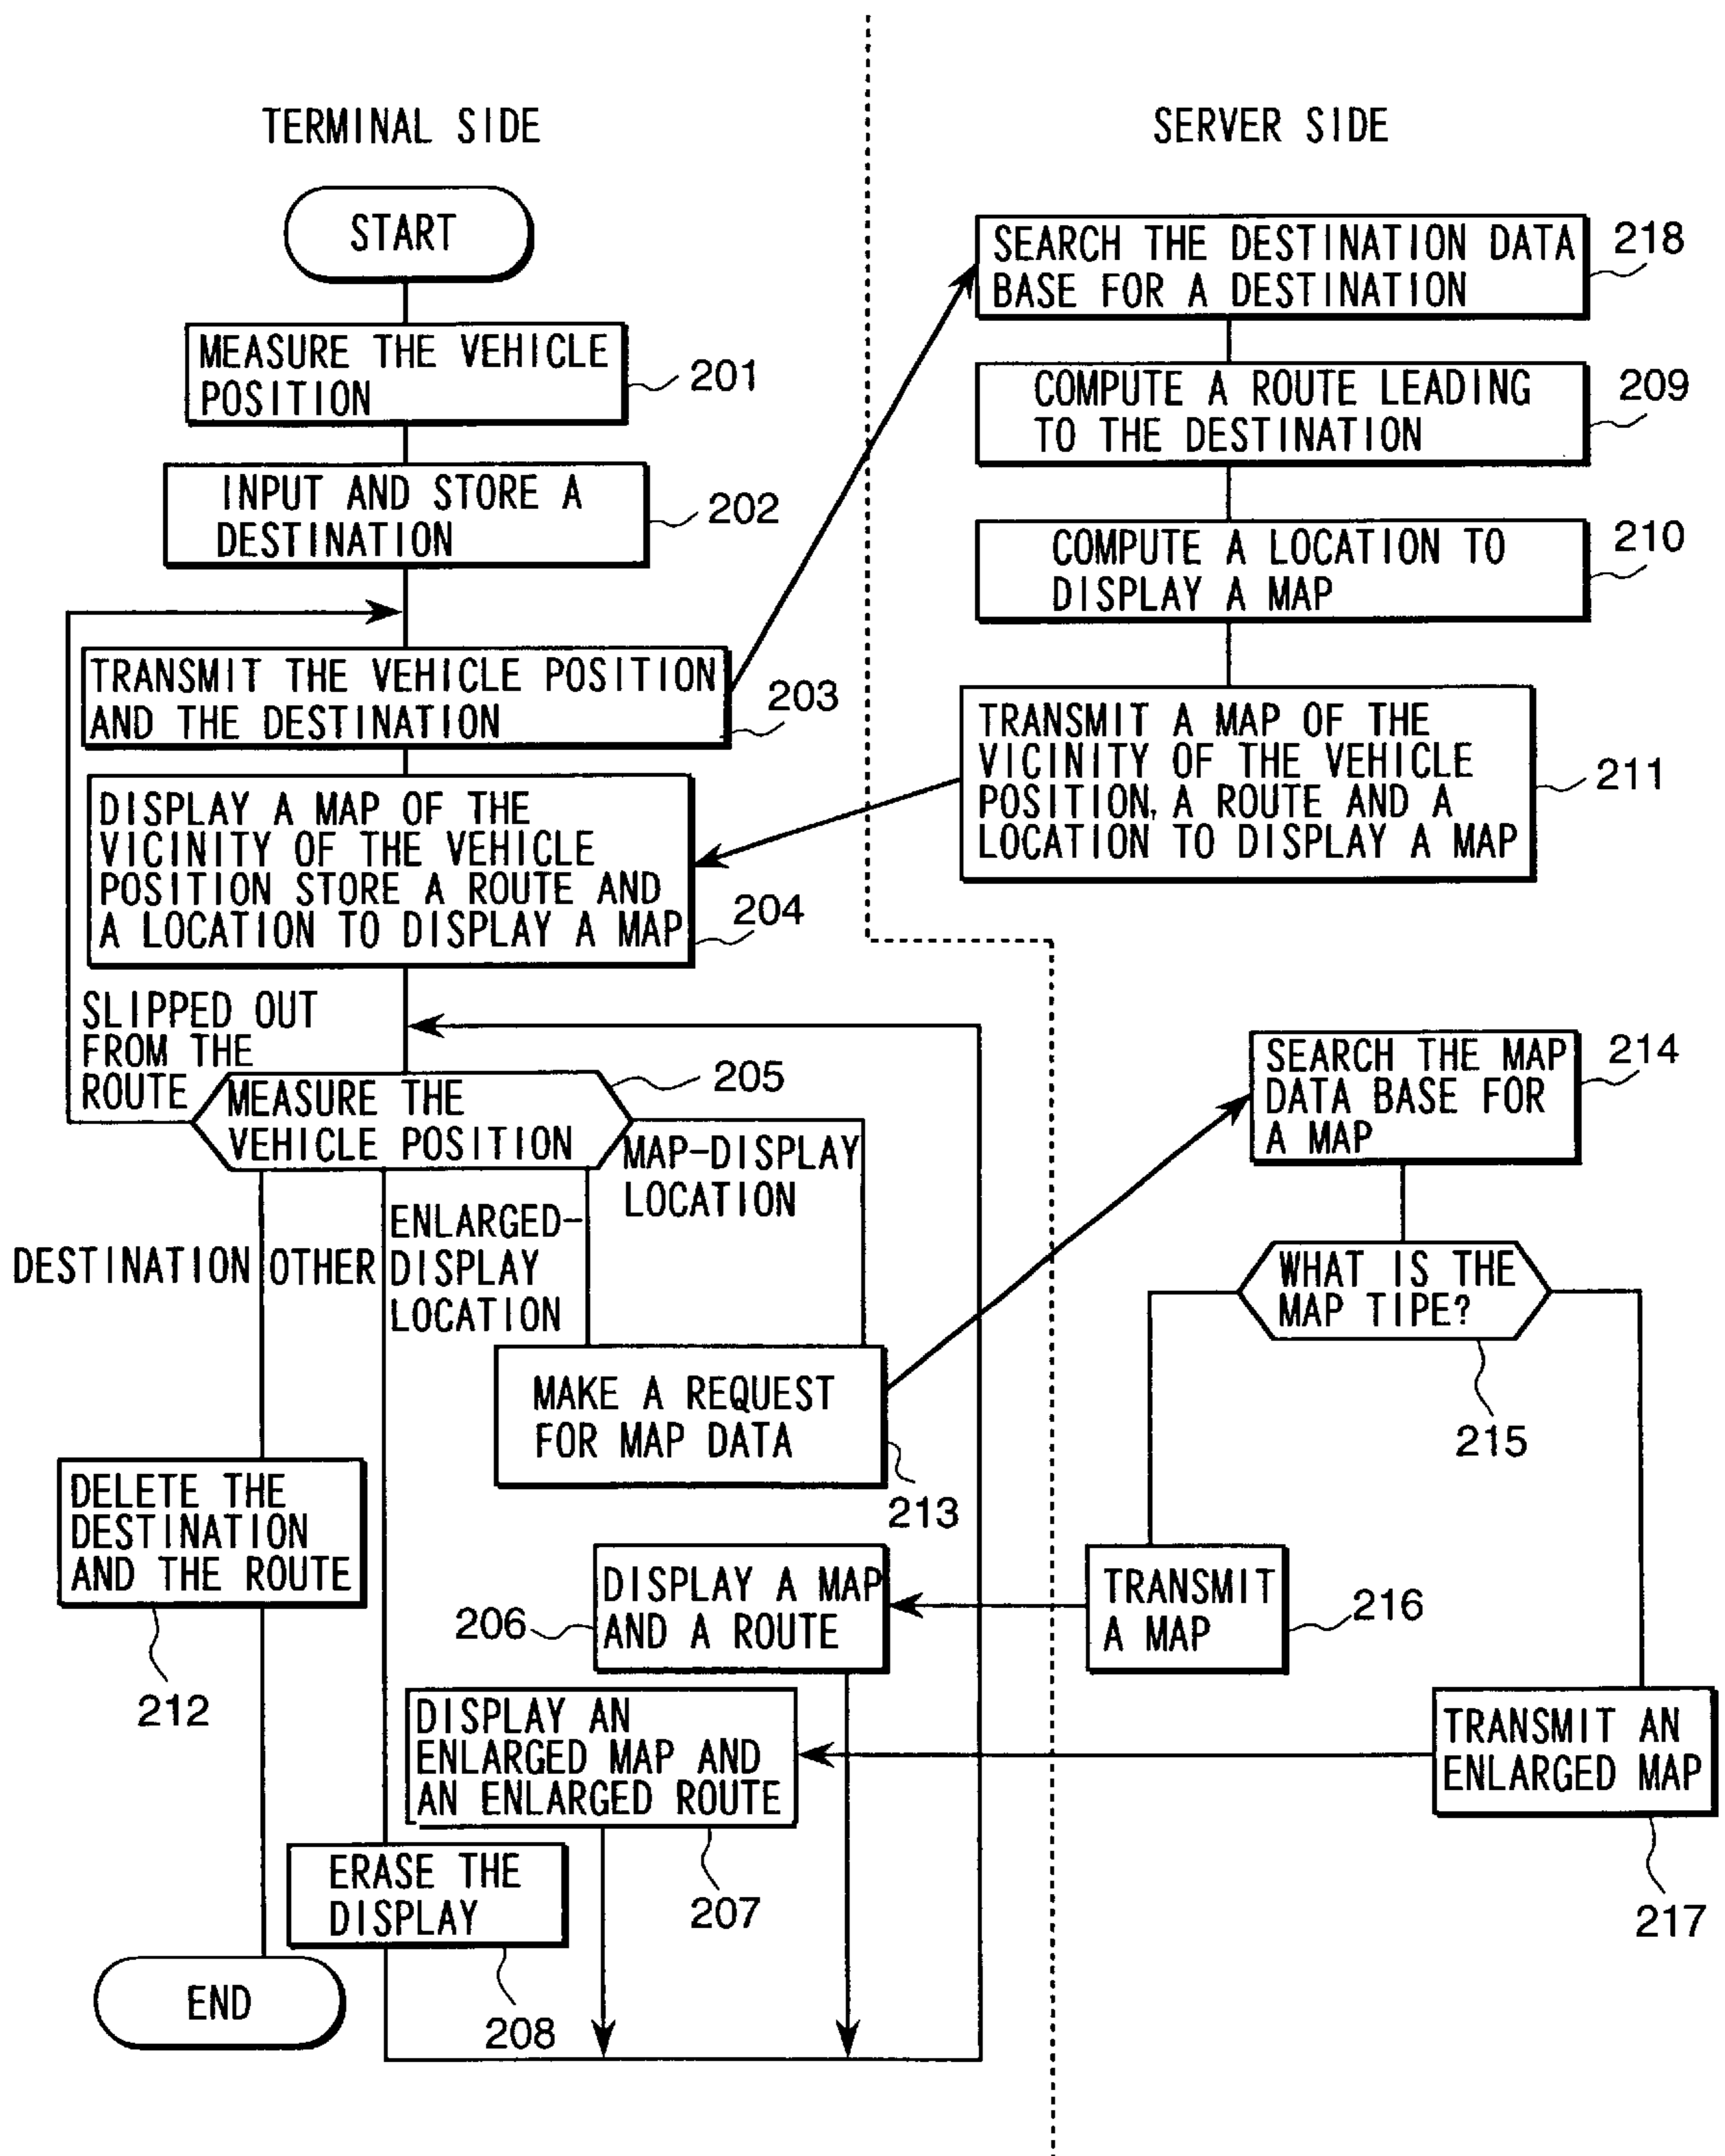 TERMINAL SIDE
START
MEASURE THE VEHICLE
POSITION
201
INPUT AND STORE A
DESTINATION
202
TRANSMIT THE VEHICLE POSITION
AND THE DESTINATION
203
DISPLAY A MAP OF THE
VICINITY OF THE VEHICLE
POSITION STORE A ROUTE AND
A LOCATION TO DISPLAY A MAP
204
SLIPPED OUT
FROM THE
ROUTE
MEASURE THE
VEHICLE POSITION
205
MAP-DISPLAY
LOCATION
DESTINATION
OTHER
ENLARGED-
DISPLAY
LOCATION
MAKE A REQUEST
FOR MAP DATA
213
DELETE THE
DESTINATION
AND THE ROUTE
212
DISPLAY A MAP
AND A ROUTE
206
DISPLAY AN
ENLARGED MAP AND
AN ENLARGED ROUTE
207
ERASE THE
DISPLAY
208
END
SERVER SIDE
SEARCH THE DESTINATION DATA
BASE FOR A DESTINATION
218
COMPUTE A ROUTE LEADING
TO THE DESTINATION
209
COMPUTE A LOCATION TO
DISPLAY A MAP
210
TRANSMIT A MAP OF THE
VICINITY OF THE VEHICLE
POSITION, A ROUTE AND A
LOCATION TO DISPLAY A MAP
211
SEARCH THE MAP
DATA BASE FOR
A MAP
214
WHAT IS THE
MAP TIPE?
215
TRANSMIT
A MAP
216
TRANSMIT AN
ENLARGED MAP
217